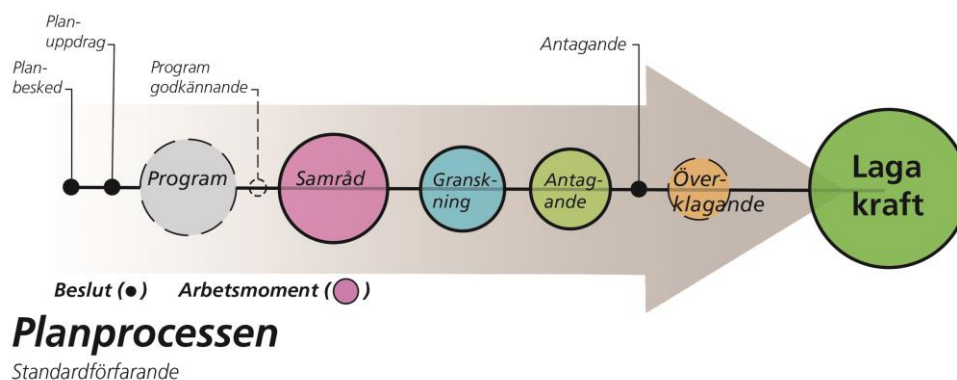 Plan-
uppdrag
Plan-
besked
Program
godkännande
Antagande
Program
Samråd
Gransk-
ning
Antag-
ande
Över-
klagande
Laga
kraft
Beslut (●) Arbetsmoment ( )
Planprocessen
Standardförfarande